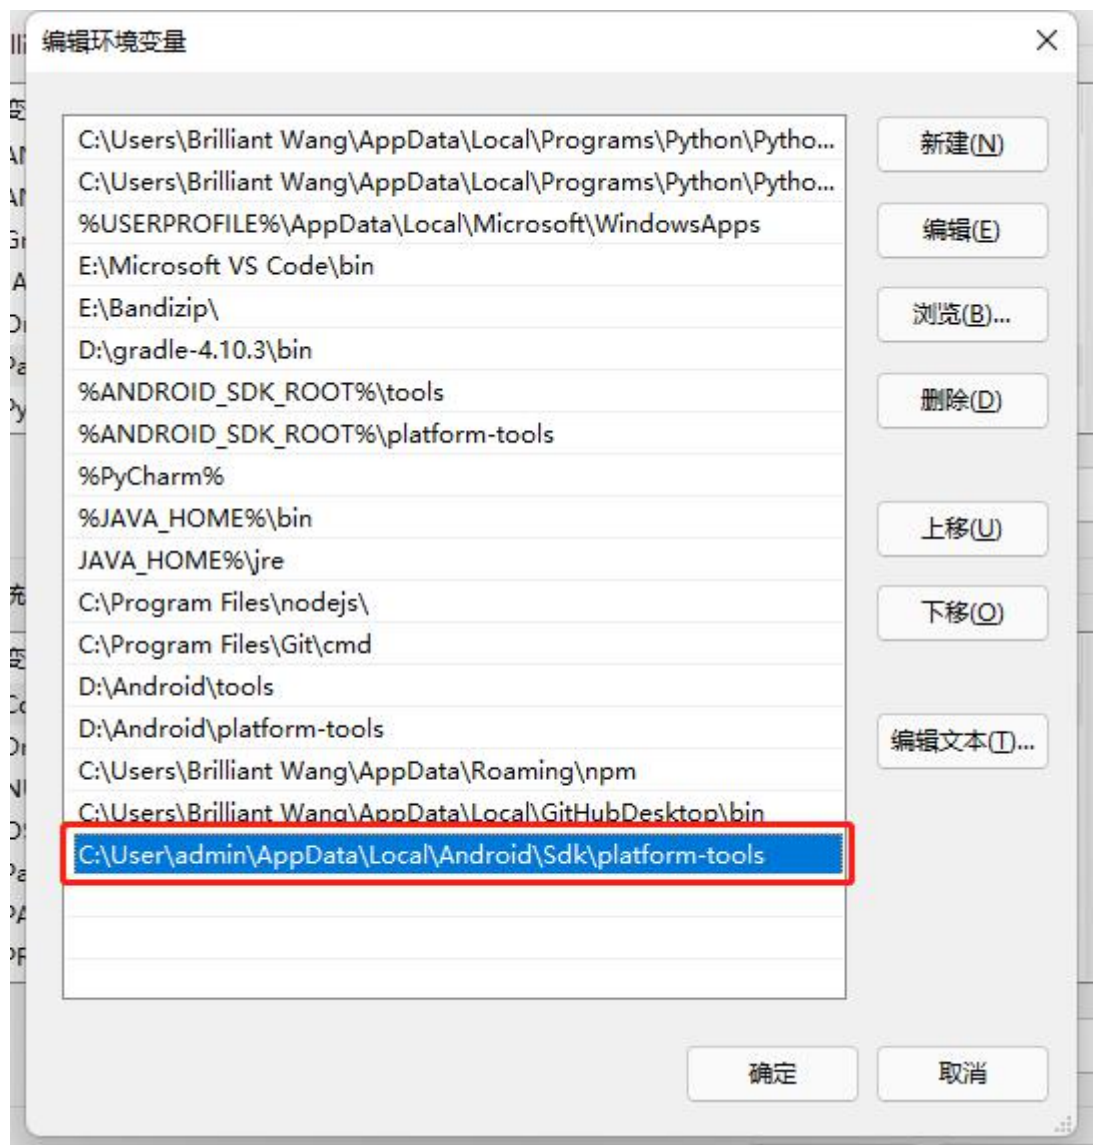 编辑环境变量
C:\Users\Brilliant Wang\AppData\Local\Programs\Python\Pytho...
C:\Users\Brilliant Wang\AppData\Local\Programs\Python\Pytho...
%USERPROFILE%\AppData\Local\Microsoft\WindowsApps
E:\Microsoft VS Code\bin
E:\Bandizip\
D:\gradle-4.10.3\bin
%ANDROID_SDK_ROOT%\tools
%ANDROID_SDK_ROOT%\platform-tools
%PyCharm%
%JAVA_HOME%\bin
JAVA_HOME%\jre
C:\Program Files\nodejs\
C:\Program Files\Git\cmd
D:\Android\tools
D:\Android\platform-tools
C:\Users\Brilliant Wang\AppData\Roaming\npm
C:\Users\Brilliant Wang\AppData\Local\GitHubDesktop\bin
C:\User\admin\AppData\Local\Android\Sdk\platform-tools
新建(N)
编辑(E)
浏览(B)...
删除(D)
上移(U)
下移(O)
编辑文本(T)...
确定
取消